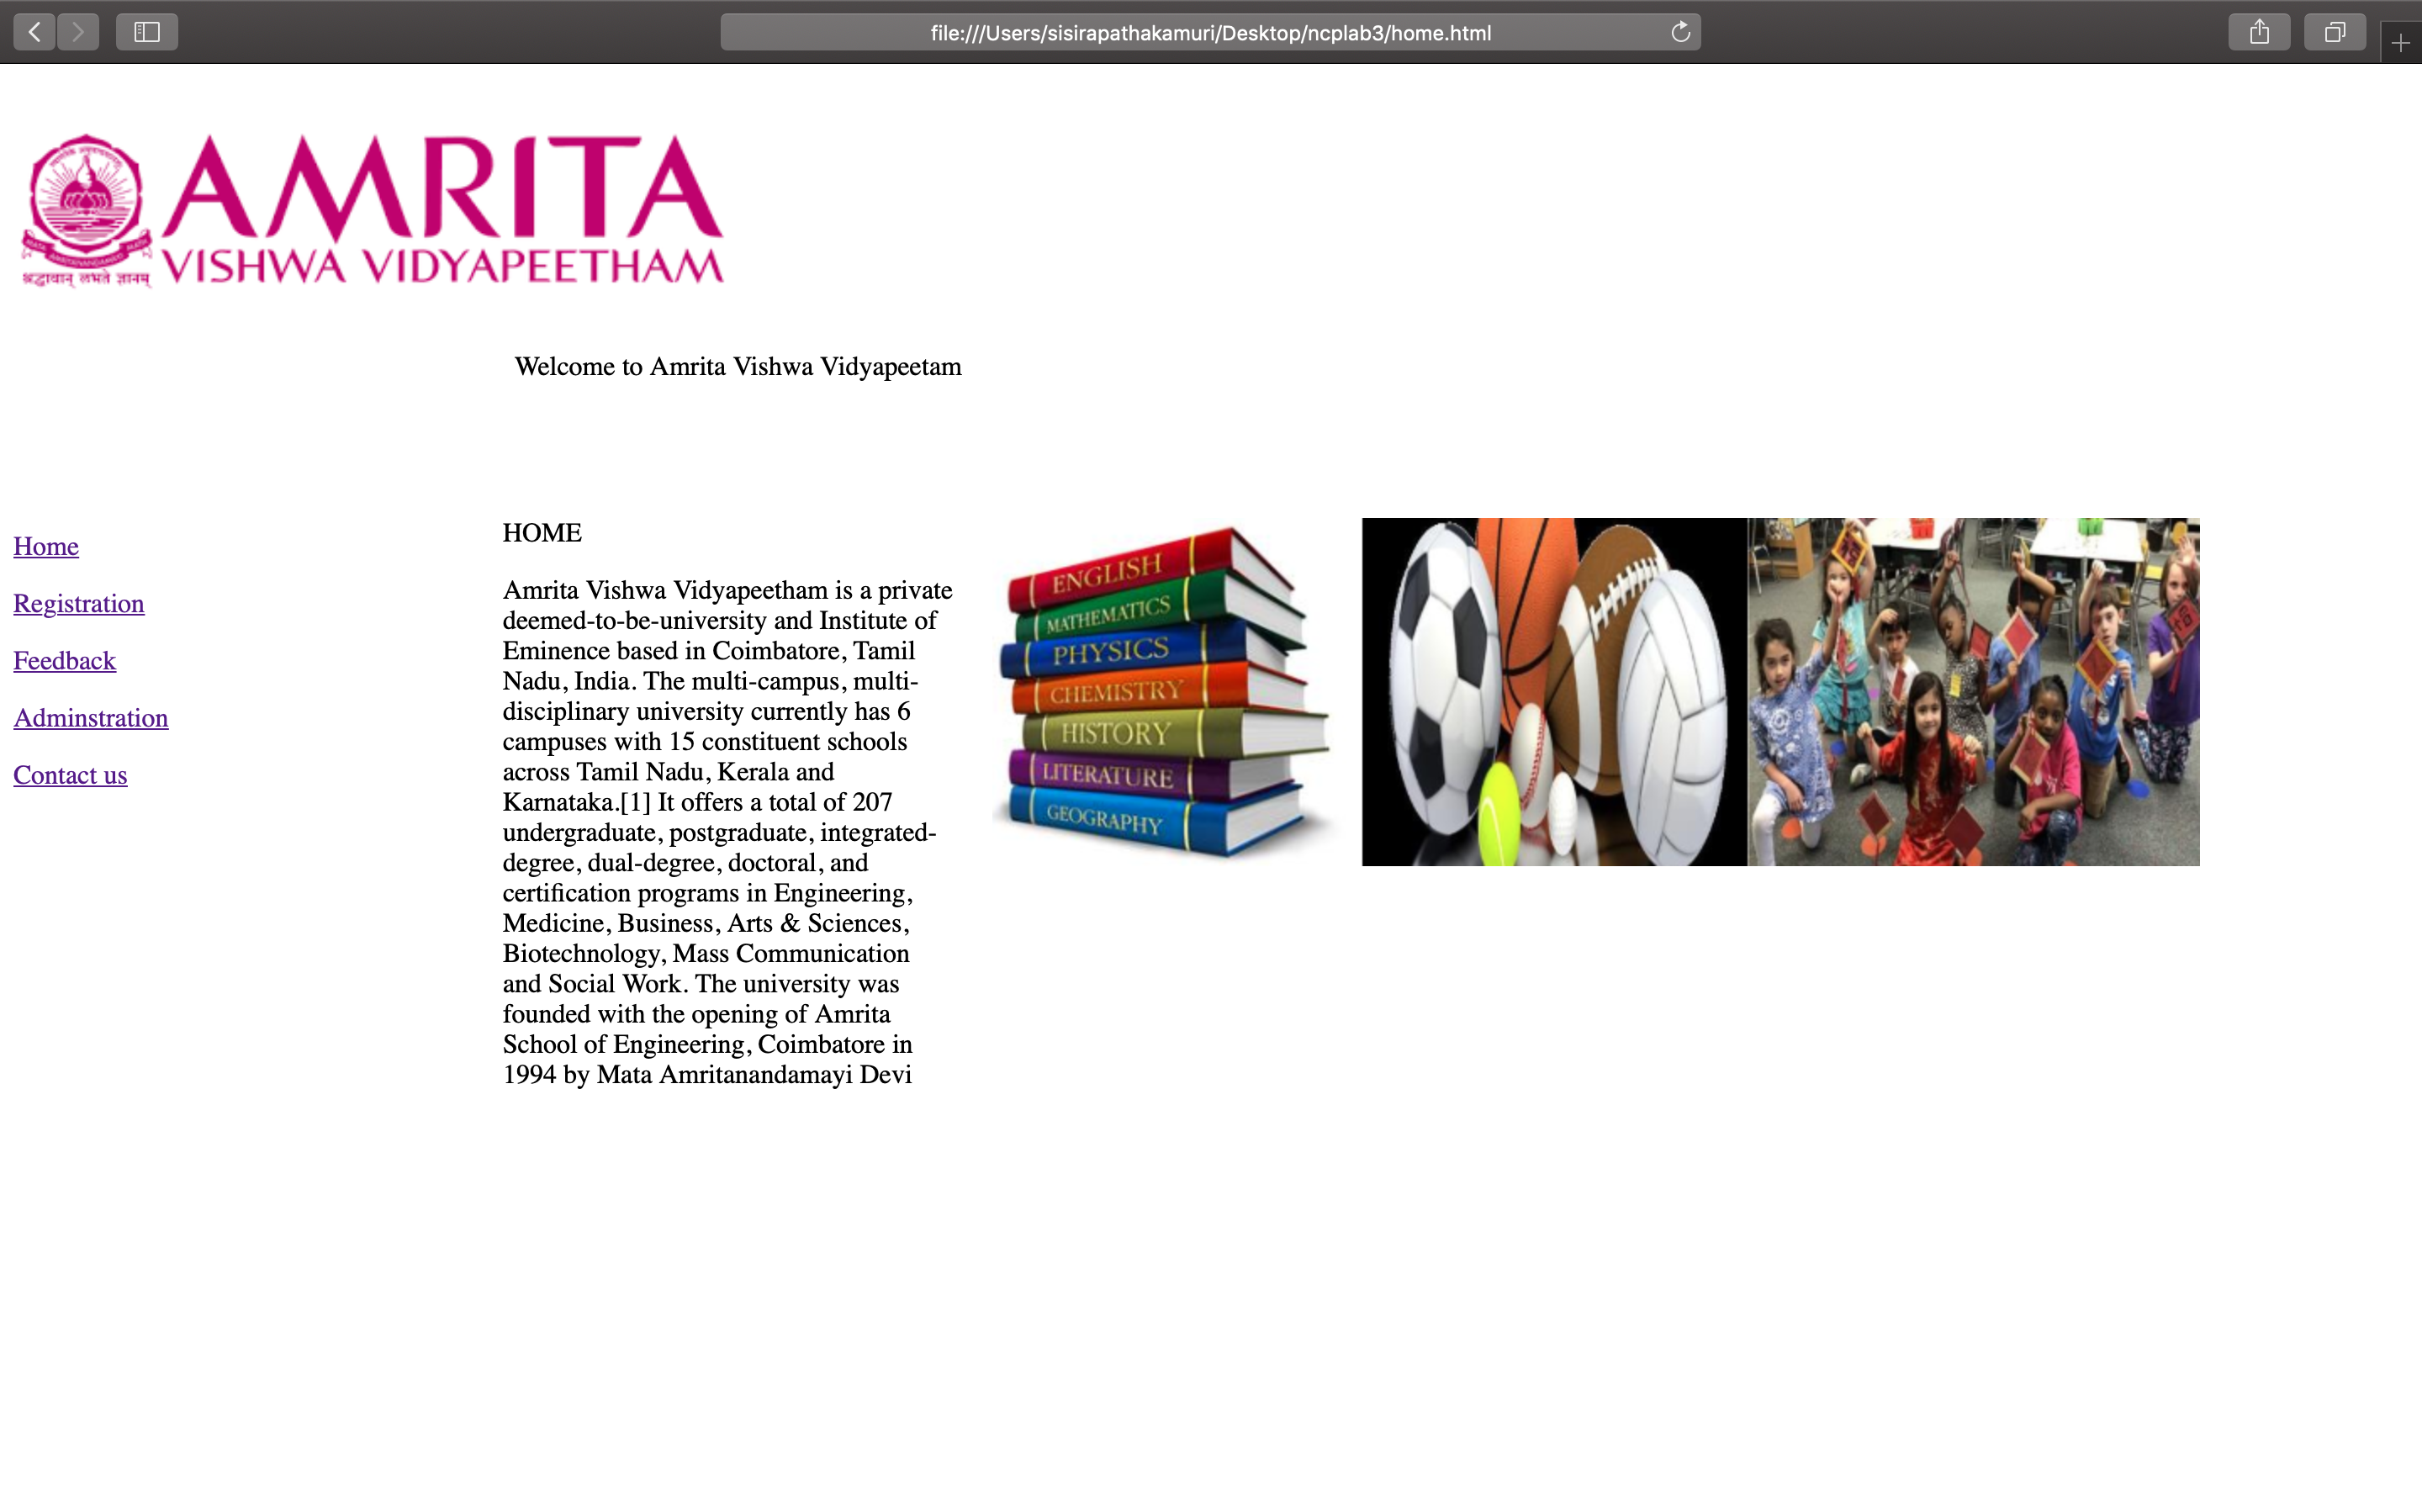 file:///Users/sisirapathakamuri/Desktop/ncplab3/home.html
AMRITA
VISHWA VIDYAPEETHAM
MATA AMRITANANDAMAYI MATH
श्रद्धावान् लभते ज्ञानम्
Welcome to Amrita Vishwa Vidyapeetam
Home
Registration
Feedback
Adminstration
Contact us
HOME
Amrita Vishwa Vidyapeetham is a private
deemed-to-be-university and Institute of
Eminence based in Coimbatore, Tamil
Nadu, India. The multi-campus, multi-
disciplinary university currently has 6
campuses with 15 constituent schools
across Tamil Nadu, Kerala and
Karnataka.[1] It offers a total of 207
undergraduate, postgraduate, integrated-
degree, dual-degree, doctoral, and
certification programs in Engineering,
Medicine, Business, Arts & Sciences,
Biotechnology, Mass Communication
and Social Work. The university was
founded with the opening of Amrita
School of Engineering, Coimbatore in
1994 by Mata Amritanandamayi Devi
ENGLISH
MATHEMATICS
PHYSICS
CHEMISTRY
HISTORY
LITERATURE
GEOGRAPHY